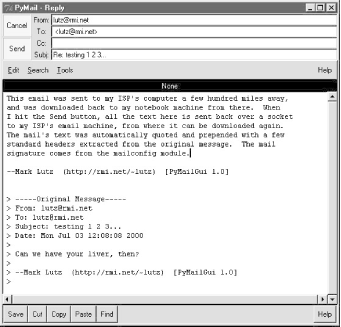 PyMail - Reply
Cancel
From: lutz@rmi.net
To: <lutz@rmi.net>
Send
Cc:
Subj: Re: testing 1 2 3...
Edit Search Tools Help
None
This email was sent to my ISP's computer a few hundred miles away,
and was downloaded back to my notebook machine from there. When
I hit the Send button, all the text here is sent back over a socket
to my ISP's email machine, from where it can be downloaded again.
The mail's text was automatically quoted and prepended with a few
standard headers extracted from the original message. The mail
signature comes from the mailconfig module.
--Mark Lutz (http://rmi.net/~lutz) [PyMailGui 1.0]
> -----Original Message-----
> From: lutz@rmi.net
> To: lutz@rmi.net
> Subject: testing 1 2 3...
> Date: Mon Jul 03 12:08:08 2000
>
> Can we have your liver, then?
>
> --Mark Lutz (http://rmi.net/~lutz) [PyMailGui 1.0]
>
Save Cut Copy Paste Find Help